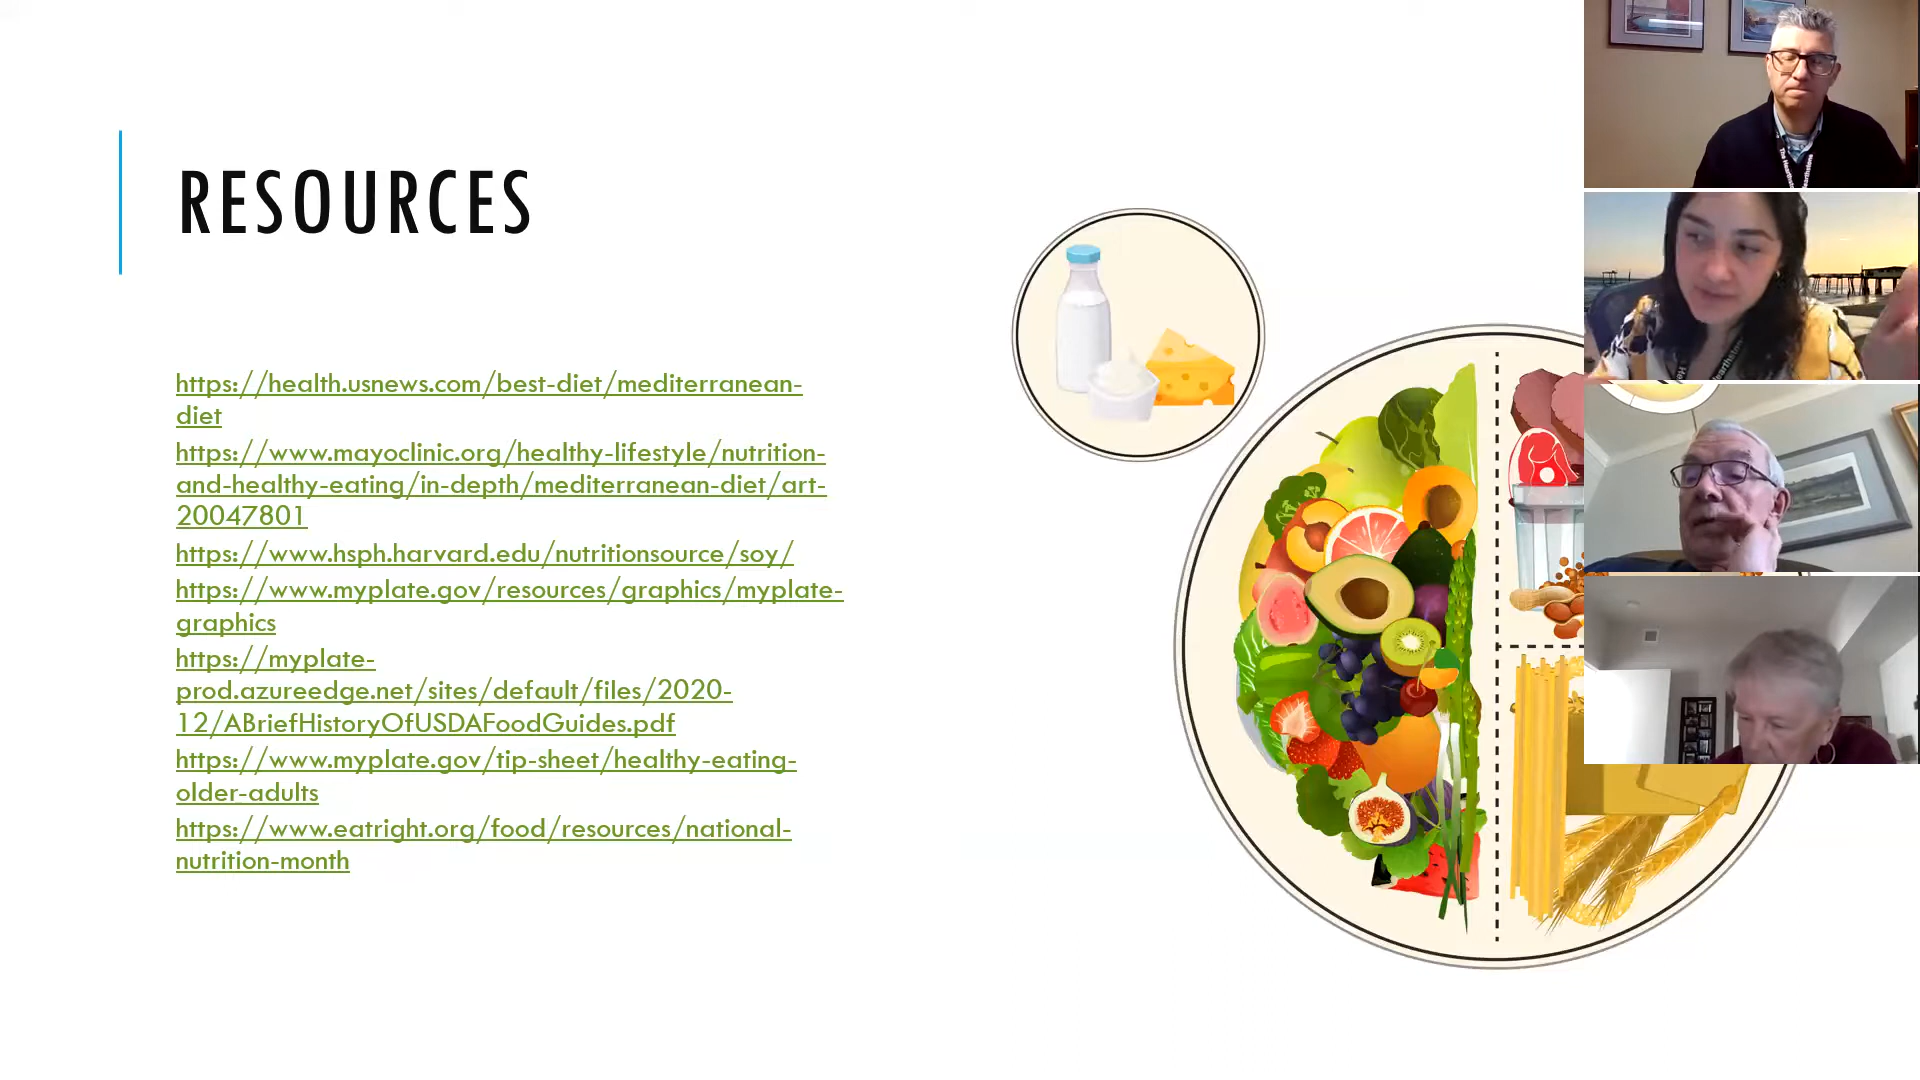 RESOURCES
https://health.usnews.com/best-diet/mediterranean-
diet
https://www.mayoclinic.org/healthy-lifestyle/nutrition-
and-healthy-eating/in-depth/mediterranean-diet/art-
20047801
https://www.hsph.harvard.edu/nutritionsource/soy/
https://www.myplate.gov/resources/graphics/myplate-
graphics
https://myplate-
prod.azureedge.net/sites/default/files/2020-
12/ABriefHistoryOfUSDAFoodGuides.pdf
https://www.myplate.gov/tip-sheet/healthy-eating-
older-adults
https://www.eatright.org/food/resources/national-
nutrition-month